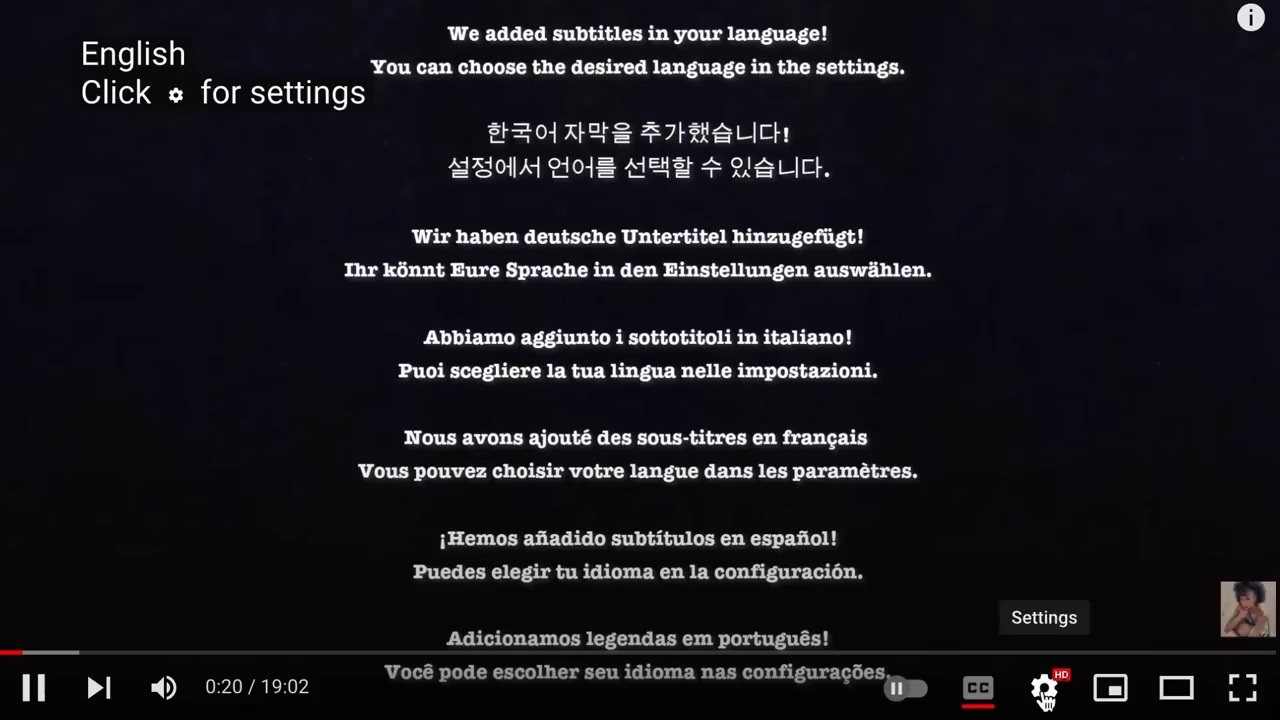 We added subtitles in your language!
You can choose the desired language in the settings.
English
Click for settings
한국어 자막을 추가했습니다!
설정에서 언어를 선택할 수 있습니다.
Wir haben deutsche Untertitel hinzugefügt!
Ihr könnt Eure Sprache in den Einstellungen auswählen.
Abbiamo aggiunto i sottotitoli in italiano!
Puoi scegliere la tua lingua nelle impostazioni.
Nous avons ajouté des sous-titres en français
Vous pouvez choisir votre langue dans les paramètres.
¡Hemos añadido subtítulos en español!
Puedes elegir tu idioma en la configuración.
Settings
Adicionamos legendas em português!
Você pode escolher seu idioma nas configurações.
0:20 / 19:02
CC
HD